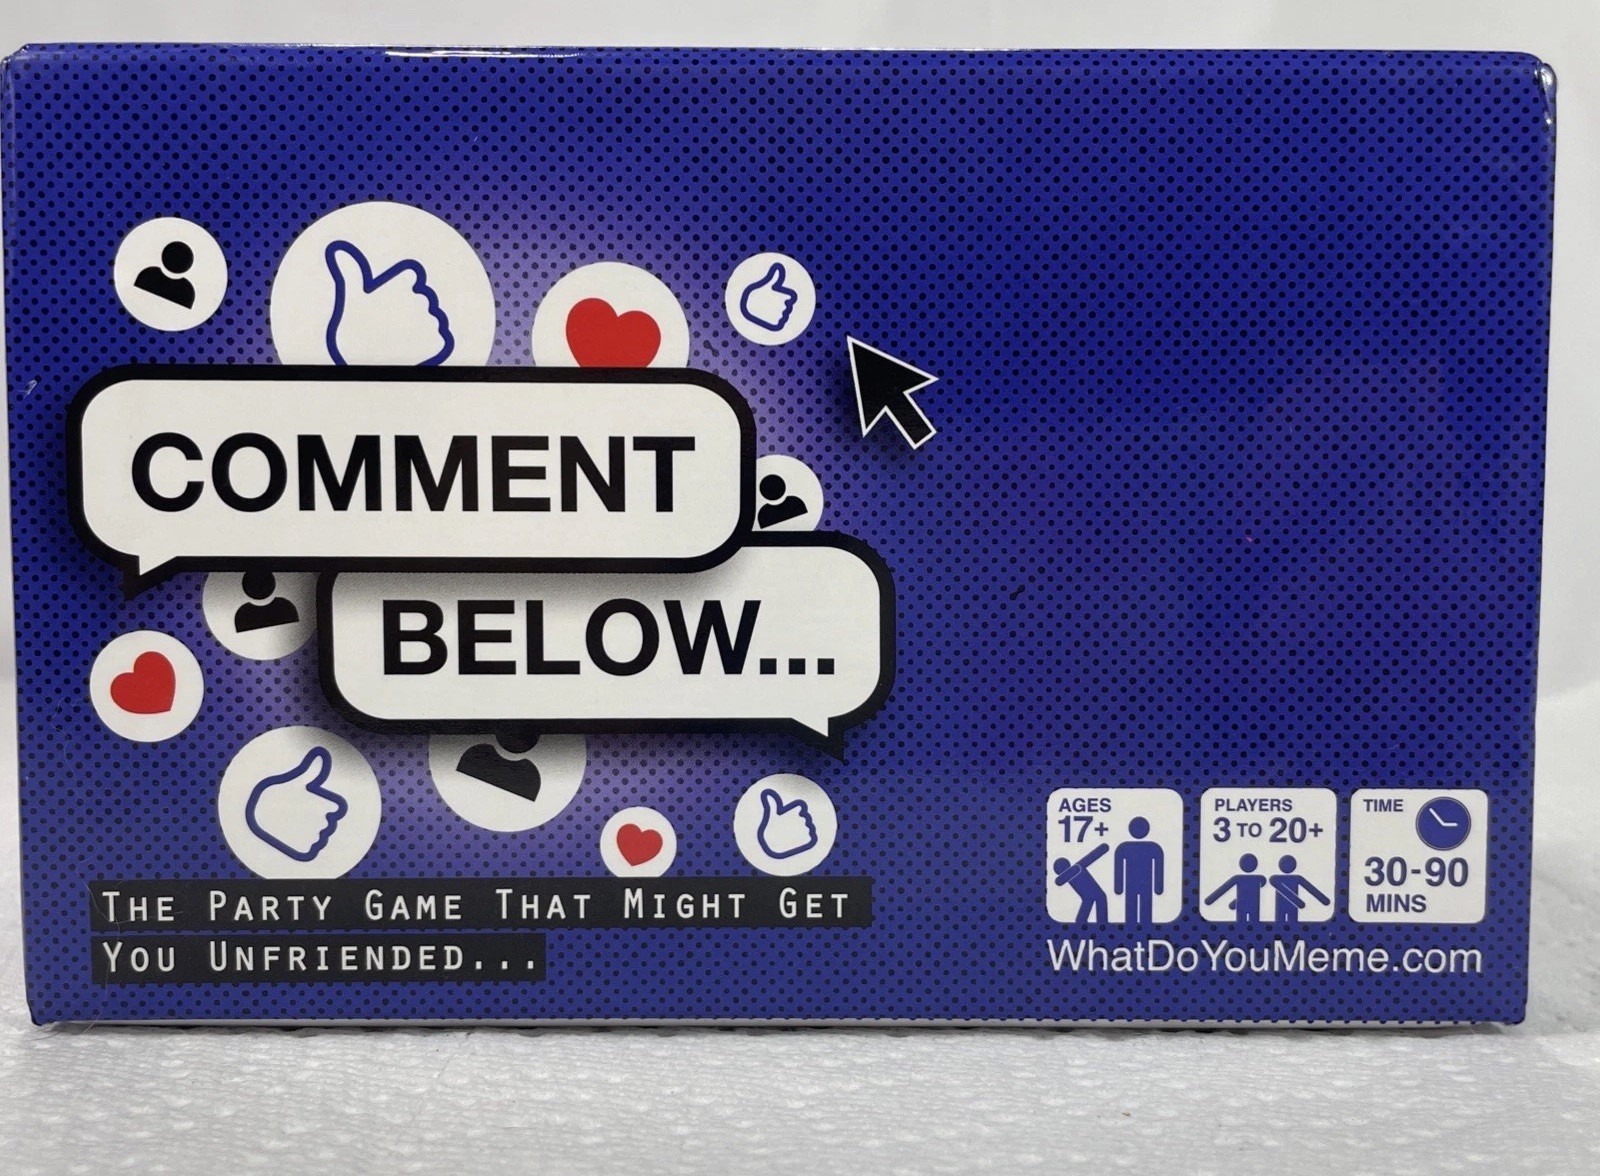 COMMENT
BELOW...
THE PARTY GAME THAT MIGHT GET
YOU UNFRIENDED...
AGES
17+
PLAYERS
3 TO 20+
TIME
30-90
MINS
WhatDoYouMeme.com